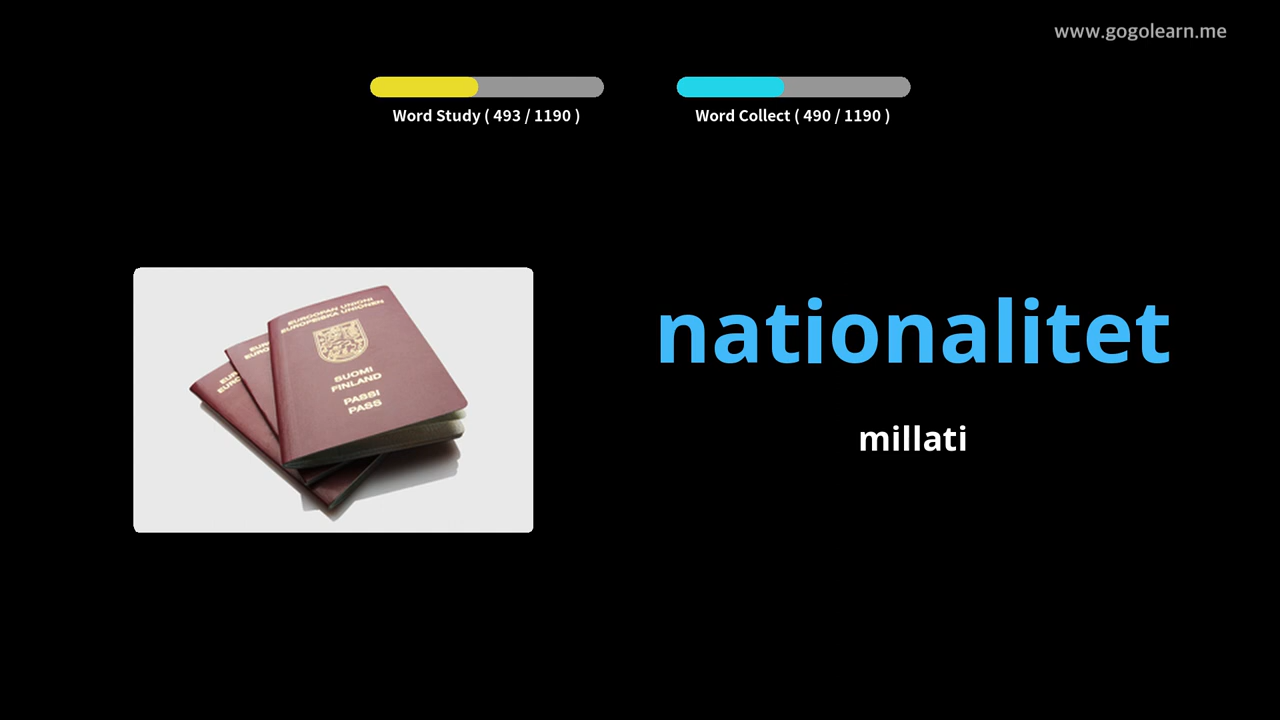 www.gogolearn.me
Word Study ( 493 / 1190 )
Word Collect ( 490 / 1190 )
EUROOPAN UNIONI
EUROPEISKA UNIONEN
SUOMI
FINLAND
PASSI
PASS
nationalitet
millati